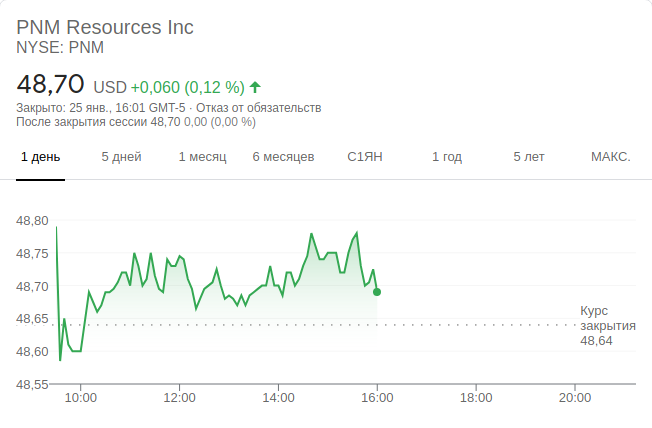 PNM Resources Inc
NYSE: PNM
48,70 USD +0,060 (0,12 %)
Закрыто: 25 янв., 16:01 GMT-5 · Отказ от обязательств
После закрытия сессии 48,70 0,00 (0,00 %)
1 день 5 дней 1 месяц 6 месяцев С1ЯН 1 год 5 лет МАКС.
48,80
48,75
48,70
48,65
48,60
48,55
Курс
закрытия
48,64
10:00 12:00 14:00 16:00 18:00 20:00